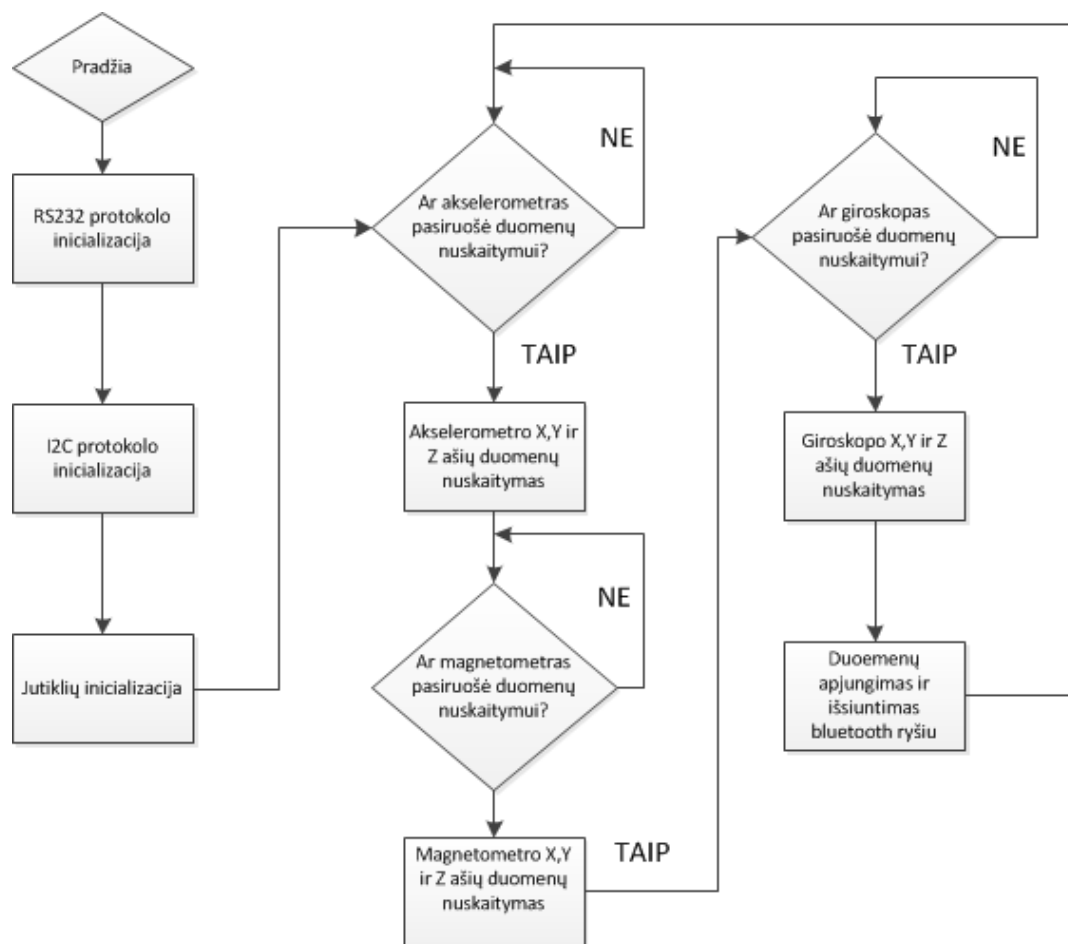 Pradžia
RS232 protokolo
inicializacija
I2C protokolo
inicializacija
Jutiklių inicializacija
NE
Ar akselerometras
pasiruošė duomenų
nuskaitymui?
TAIP
Akselerometro X,Y ir
Z ašių duomenų
nuskaitymas
NE
Ar magnetometras
pasiruošė duomenų
nuskaitymui?
Magnetometro X,Y
ir Z ašių duomenų
nuskaitymas
TAIP
NE
Ar giroskopas
pasiruošė duomenų
nuskaitymui?
TAIP
Giroskopo X,Y ir Z
ašių duomenų
nuskaitymas
Duoemenų
apjungimas ir
išsiuntimas
bluetooth ryšiu